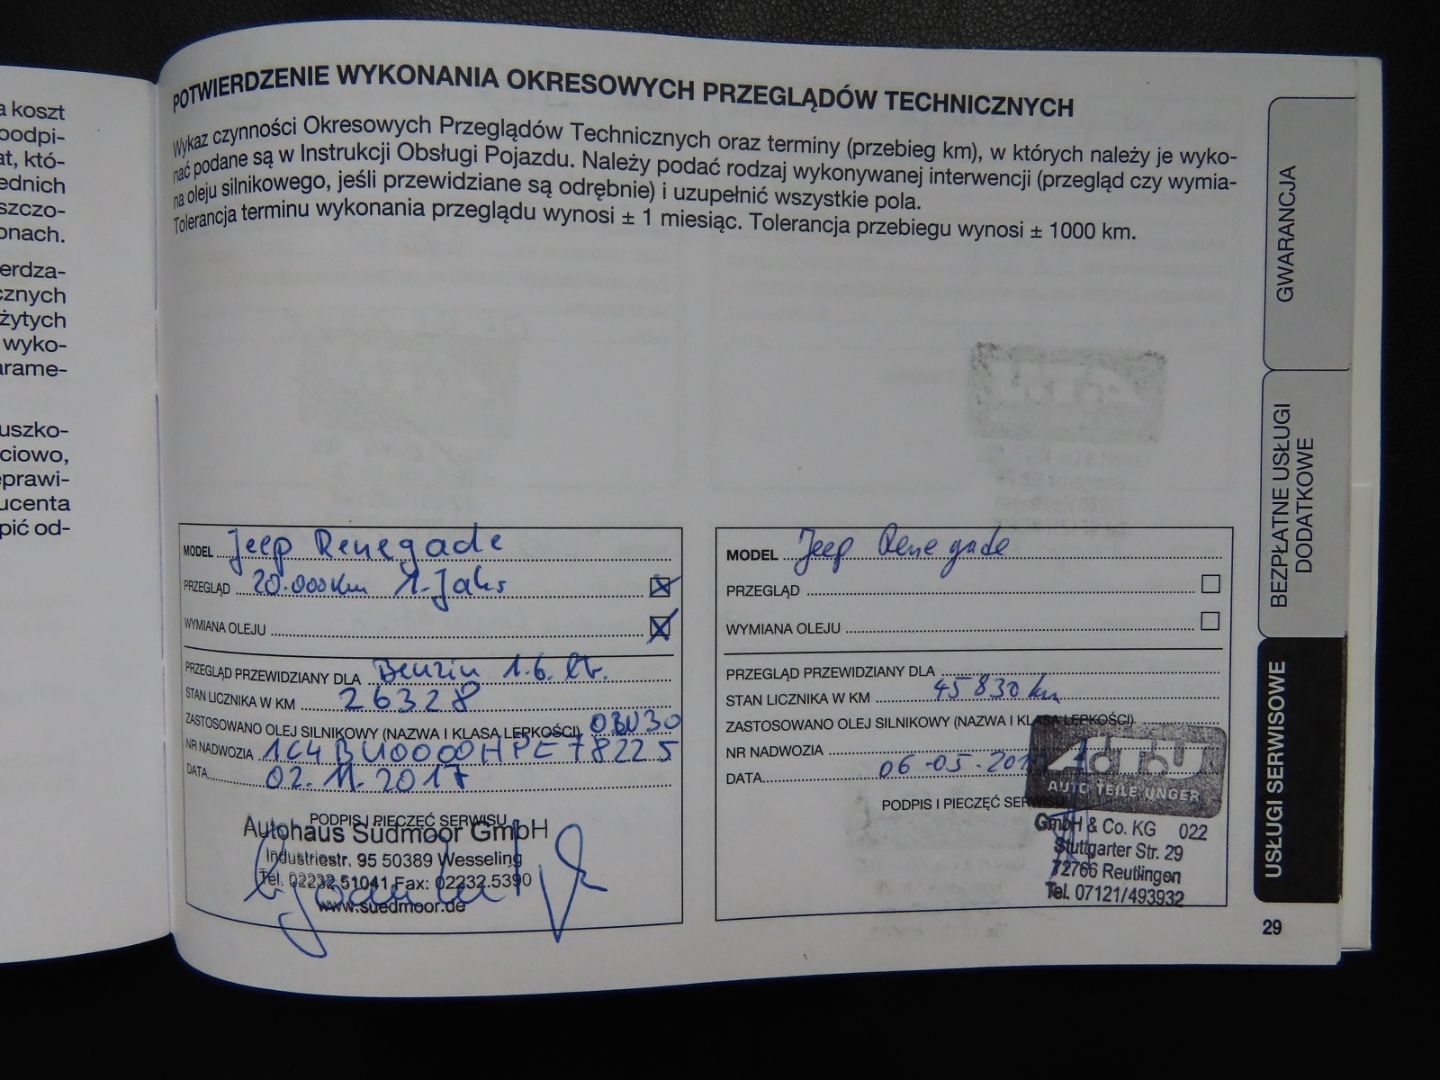 a koszt
oodpi-
at, któ-
ednich
szczo-
onach.
erdza-
cznych
żytych
wyko-
arame-
uszko-
ciowo,
eprawi-
ucenta
pić od-
POTWIERDZENIE WYKONANIA OKRESOWYCH PRZEGLĄDÓW TECHNICZNYCH
Wykaz czynności Okresowych Przeglądów Technicznych oraz terminy (przebieg km), w których należy je wyko-
nać podane są w Instrukcji Obsługi Pojazdu. Należy podać rodzaj wykonywanej interwencji (przegląd czy wymia-
na oleju silnikowego, jeśli przewidziane są odrębnie) i uzupełnić wszystkie pola.
Tolerancja terminu wykonania przeglądu wynosi ± 1 miesiąc. Tolerancja przebiegu wynosi ± 1000 km.
MODEL Jeep Renegade
PRZEGLĄD 20.000km 1.Jahr
WYMIANA OLEJU
PRZEGLĄD PRZEWIDZIANY DLA Benzin 1.6. Ltr.
STAN LICZNIKA W KM 26328
ZASTOSOWANO OLEJ SILNIKOWY (NAZWA I KLASA LEPKOŚCI) 0W30
NR NADWOZIA 1C4BU0000HPE78225
DATA 02.11.2017
PODPIS I PIECZĘĆ SERWISU
Autohaus Südmoor GmbH
Industriestr. 95 50389 Wesseling
Tel. 02232 51041 Fax: 02232.5390
www.suedmoor.de
MODEL Jeep Renegade
PRZEGLĄD
WYMIANA OLEJU
PRZEGLĄD PRZEWIDZIANY DLA
STAN LICZNIKA W KM 45830 km
ZASTOSOWANO OLEJ SILNIKOWY (NAZWA I KLASA LEPKOŚCI)
NR NADWOZIA
DATA 06-05-201
PODPIS I PIECZĘĆ SERWISU
A.T.U
AUTO TEILE UNGER
GmbH & Co. KG 022
Stuttgarter Str. 29
72766 Reutlingen
Tel. 07121/493932
GWARANCJA
BEZPŁATNE USŁUGI
DODATKOWE
USŁUGI SERWISOWE
29